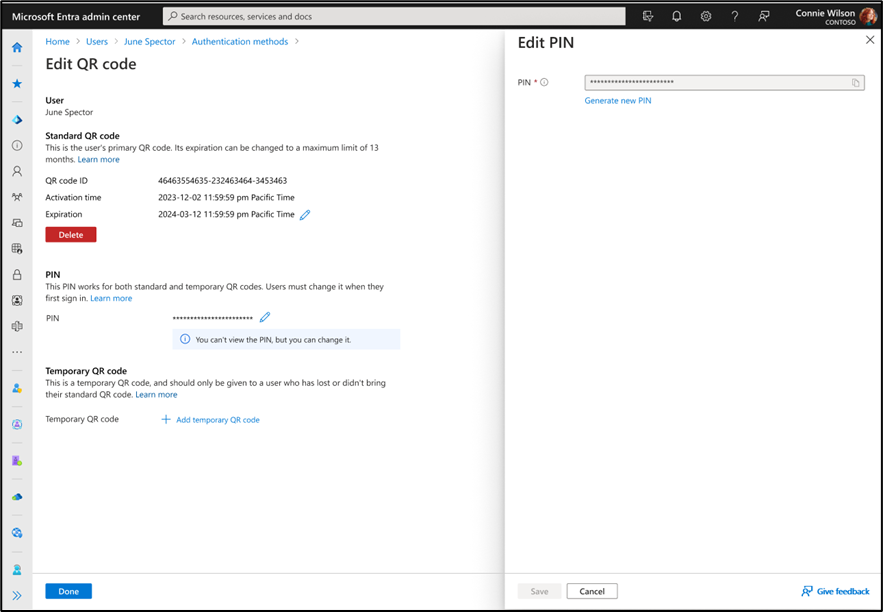 Microsoft Entra admin center
Search resources, services and docs
Connie Wilson
CONTOSO
Home > Users > June Spector > Authentication methods >
Edit QR code
User
June Spector
Standard QR code
This is the user's primary QR code. Its expiration can be changed to a maximum limit of 13
months. Learn more
QR code ID 46463554635-232463464-3453463
Activation time 2023-12-02 11:59:59 pm Pacific Time
Expiration 2024-03-12 11:59:59 pm Pacific Time
Delete
PIN
This PIN works for both standard and temporary QR codes. Users must change it when they
first sign in. Learn more
PIN ***********************
You can't view the PIN, but you can change it.
Temporary QR code
This is a temporary QR code, and should only be given to a user who has lost or didn't bring
their standard QR code. Learn more
Temporary QR code + Add temporary QR code
Done
Edit PIN
PIN * ************************
Generate new PIN
Save
Cancel
Give feedback